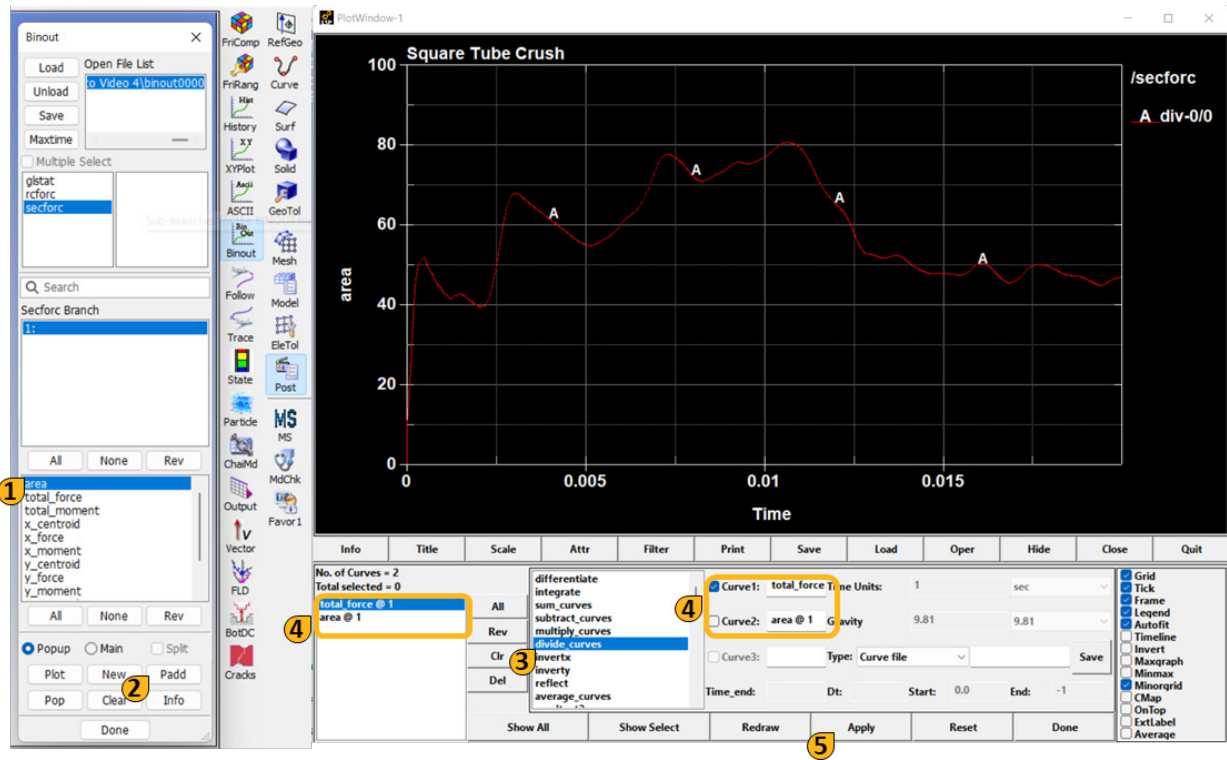 Binout
Load
Open File List
Unload
to Video 4\binout0000
Save
Maxtime
Multiple Select
glstat
rcforc
secforc
Search
Secforc Branch
1:
All None Rev
1
area
total_force
total_moment
x_centroid
x_force
x_moment
y_centroid
y_force
y_moment
All None Rev
Popup Main Split
Plot New Padd
2
Pop Clear Info
Done
FriComp RefGeo
FriRang Curve
Hist
History Surf
XY
XYPlot Solid
Ascii
ASCII GeoTol
Bin
Out
Binout Mesh
Follow Model
Trace EleTol
State Post
Particle MS
MS
ChaiMd MdChk
Output Favor1
Vector
FLD
BotDC
Cracks
PlotWindow-1
Square Tube Crush
100
80
60
40
20
0
area
0 0.005 0.01 0.015
Time
A
A
A
A
/secforc
A div-0/0
Info Title Scale Attr Filter Print Save Load Oper Hide Close Quit
No. of Curves = 2
Total selected = 0
total_force @ 1
area @ 1
4
All
Rev
Clr
Del
3
differentiate
integrate
sum_curves
subtract_curves
multiply_curves
divide_curves
invertx
inverty
reflect
average_curves
4
Curve1: total_force Time Units: 1 sec
Curve2: area @ 1 Gravity 9.81 9.81
Curve3: Type: Curve file Save
Time_end: Dt: Start: 0.0 End: -1
Show All Show Select Redraw Apply Reset Done
5
Grid
Tick
Frame
Legend
Autofit
Timeline
Invert
Maxgraph
Minmax
Minorgrid
CMap
OnTop
ExtLabel
Average